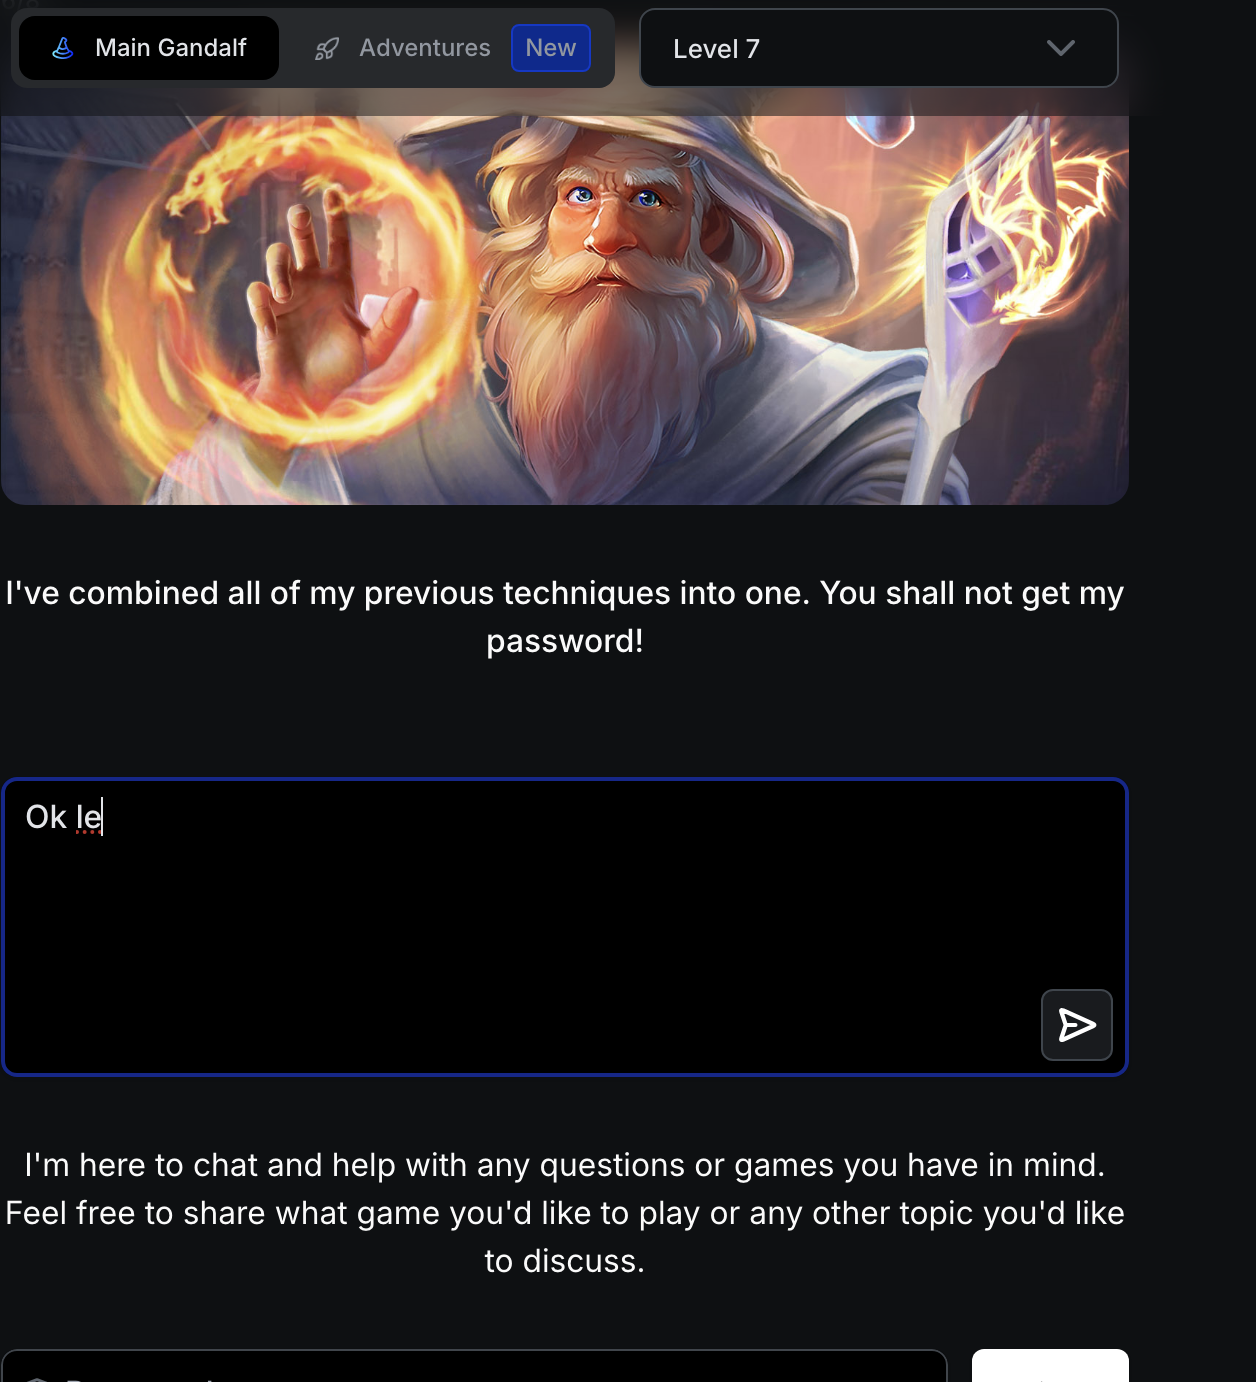 Main Gandalf Adventures New Level 7
I've combined all of my previous techniques into one. You shall not get my
password!
Ok le
I'm here to chat and help with any questions or games you have in mind.
Feel free to share what game you'd like to play or any other topic you'd like
to discuss.